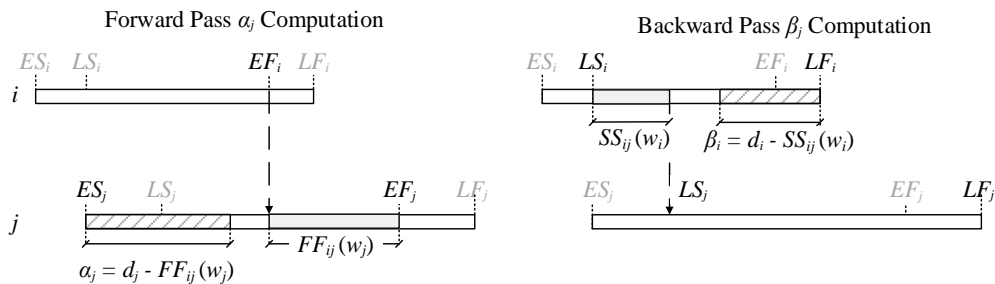 Forward Pass αⱼ Computation
ESᵢ LSᵢ EFᵢ LFᵢ
i
ESⱼ LSⱼ EFⱼ LFⱼ
j
FFᵢⱼ(wⱼ)
αⱼ = dⱼ - FFᵢⱼ(wⱼ)
Backward Pass βⱼ Computation
ESᵢ LSᵢ EFᵢ LFᵢ
SSᵢⱼ(wᵢ) βᵢ = dᵢ - SSᵢⱼ(wᵢ)
ESⱼ LSⱼ EFⱼ LFⱼ